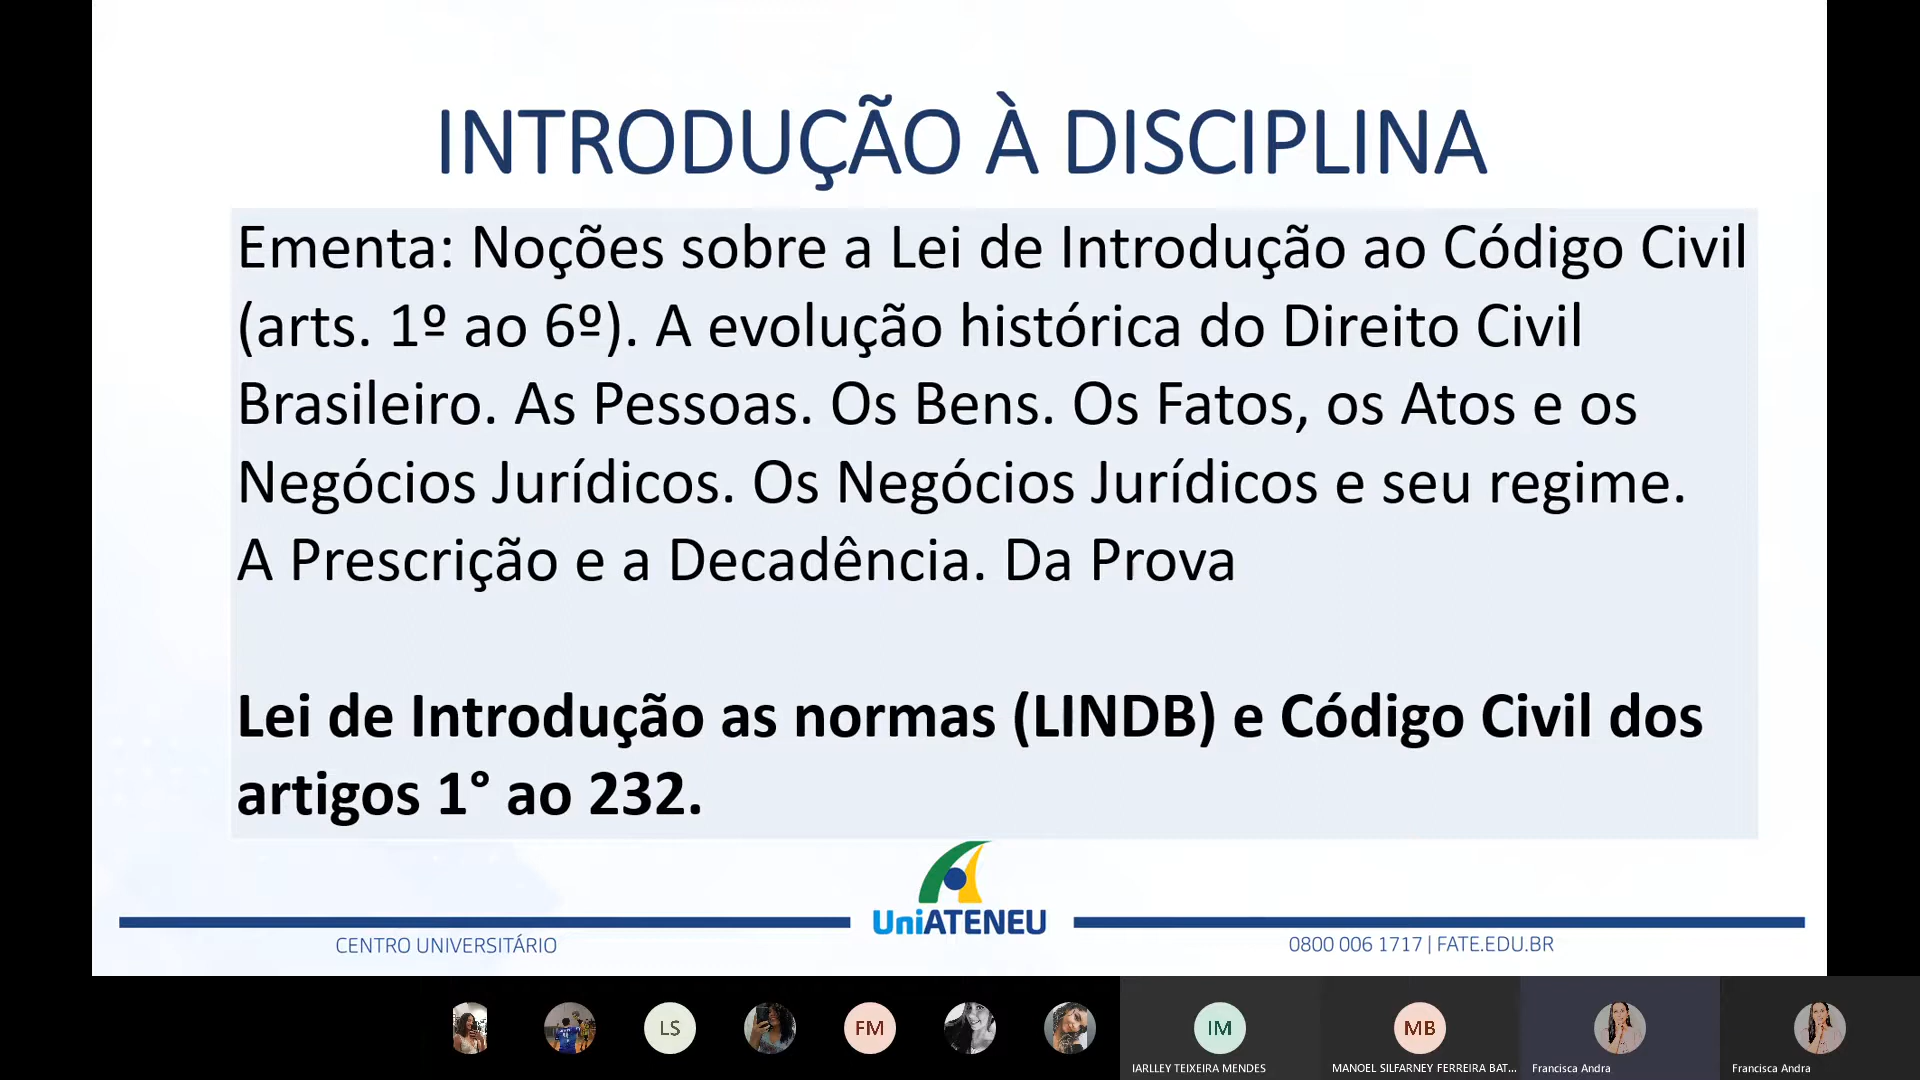 INTRODUÇÃO À DISCIPLINA
Ementa: Noções sobre a Lei de Introdução ao Código Civil
(arts. 1º ao 6º). A evolução histórica do Direito Civil
Brasileiro. As Pessoas. Os Bens. Os Fatos, os Atos e os
Negócios Jurídicos. Os Negócios Jurídicos e seu regime.
A Prescrição e a Decadência. Da Prova
Lei de Introdução as normas (LINDB) e Código Civil dos
artigos 1° ao 232.
UniATENEU
CENTRO UNIVERSITÁRIO
0800 006 1717 | FATE.EDU.BR
LS
FM
IM
MB
IARLLEY TEIXEIRA MENDES
MANOEL SILFARNEY FERREIRA BAT...
Francisca Andra
Francisca Andra